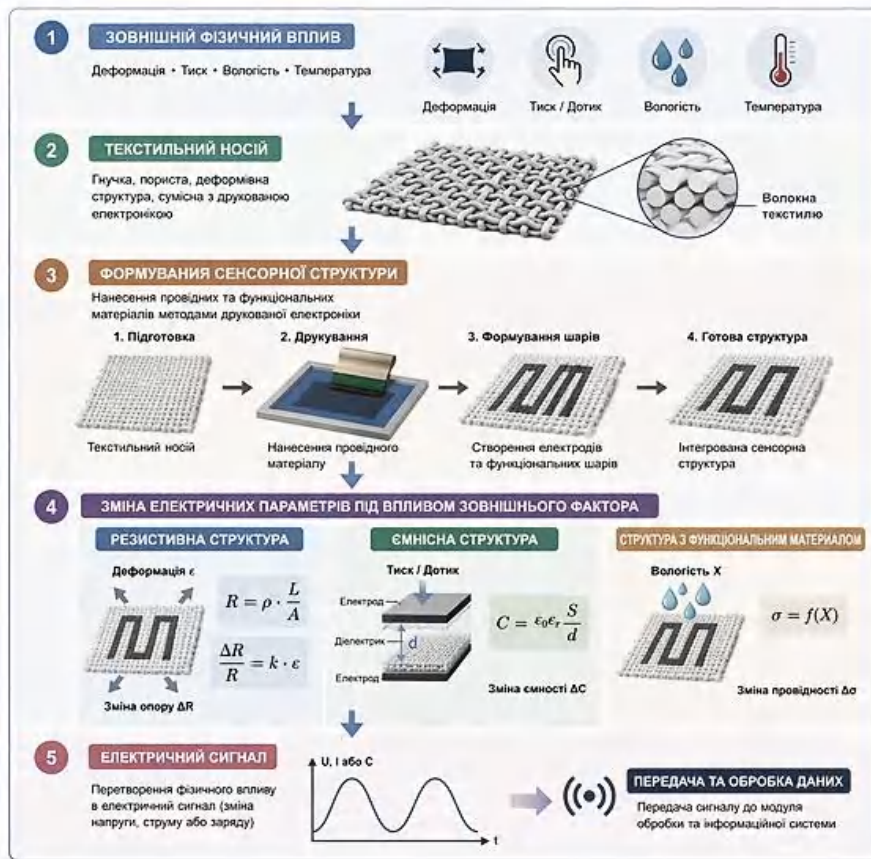 1 ЗОВНІШНІЙ ФІЗИЧНИЙ ВПЛИВ
Деформація • Тиск • Вологість • Температура
Деформація
Тиск / Дотик
Вологість
Температура
2 ТЕКСТИЛЬНИЙ НОСІЙ
Гнучка, пориста, деформівна
структура, сумісна з друкованою
електронікою
Волокна
текстилю
3 ФОРМУВАННЯ СЕНСОРНОЇ СТРУКТУРИ
Нанесення провідних та функціональних
матеріалів методами друкованої електроніки
1. Підготовка
2. Друкування
3. Формування шарів
4. Готова структура
Текстильний носій
Нанесення провідного
матеріалу
Створення електродів
та функціональних шарів
Інтегрована сенсорна
структура
4 ЗМІНА ЕЛЕКТРИЧНИХ ПАРАМЕТРІВ ПІД ВПЛИВОМ ЗОВНІШНЬОГО ФАКТОРА
РЕЗИСТИВНА СТРУКТУРА
Деформація ε
R = ρ · L/A
ΔR/R = k · ε
Зміна опору ΔR
ЄМНІСНА СТРУКТУРА
Тиск / Дотик
Електрод
Діелектрик
d
Електрод
C = ε₀εᵣ S/d
Зміна ємності ΔC
СТРУКТУРА З ФУНКЦІОНАЛЬНИМ МАТЕРІАЛОМ
Вологість X
σ = f(X)
Зміна провідності Δσ
5 ЕЛЕКТРИЧНИЙ СИГНАЛ
Перетворення фізичного впливу
в електричний сигнал (зміна
напруги, струму або заряду)
U, I або C
t
ПЕРЕДАЧА ТА ОБРОБКА ДАНИХ
Передача сигналу до модуля
обробки та інформаційної системи